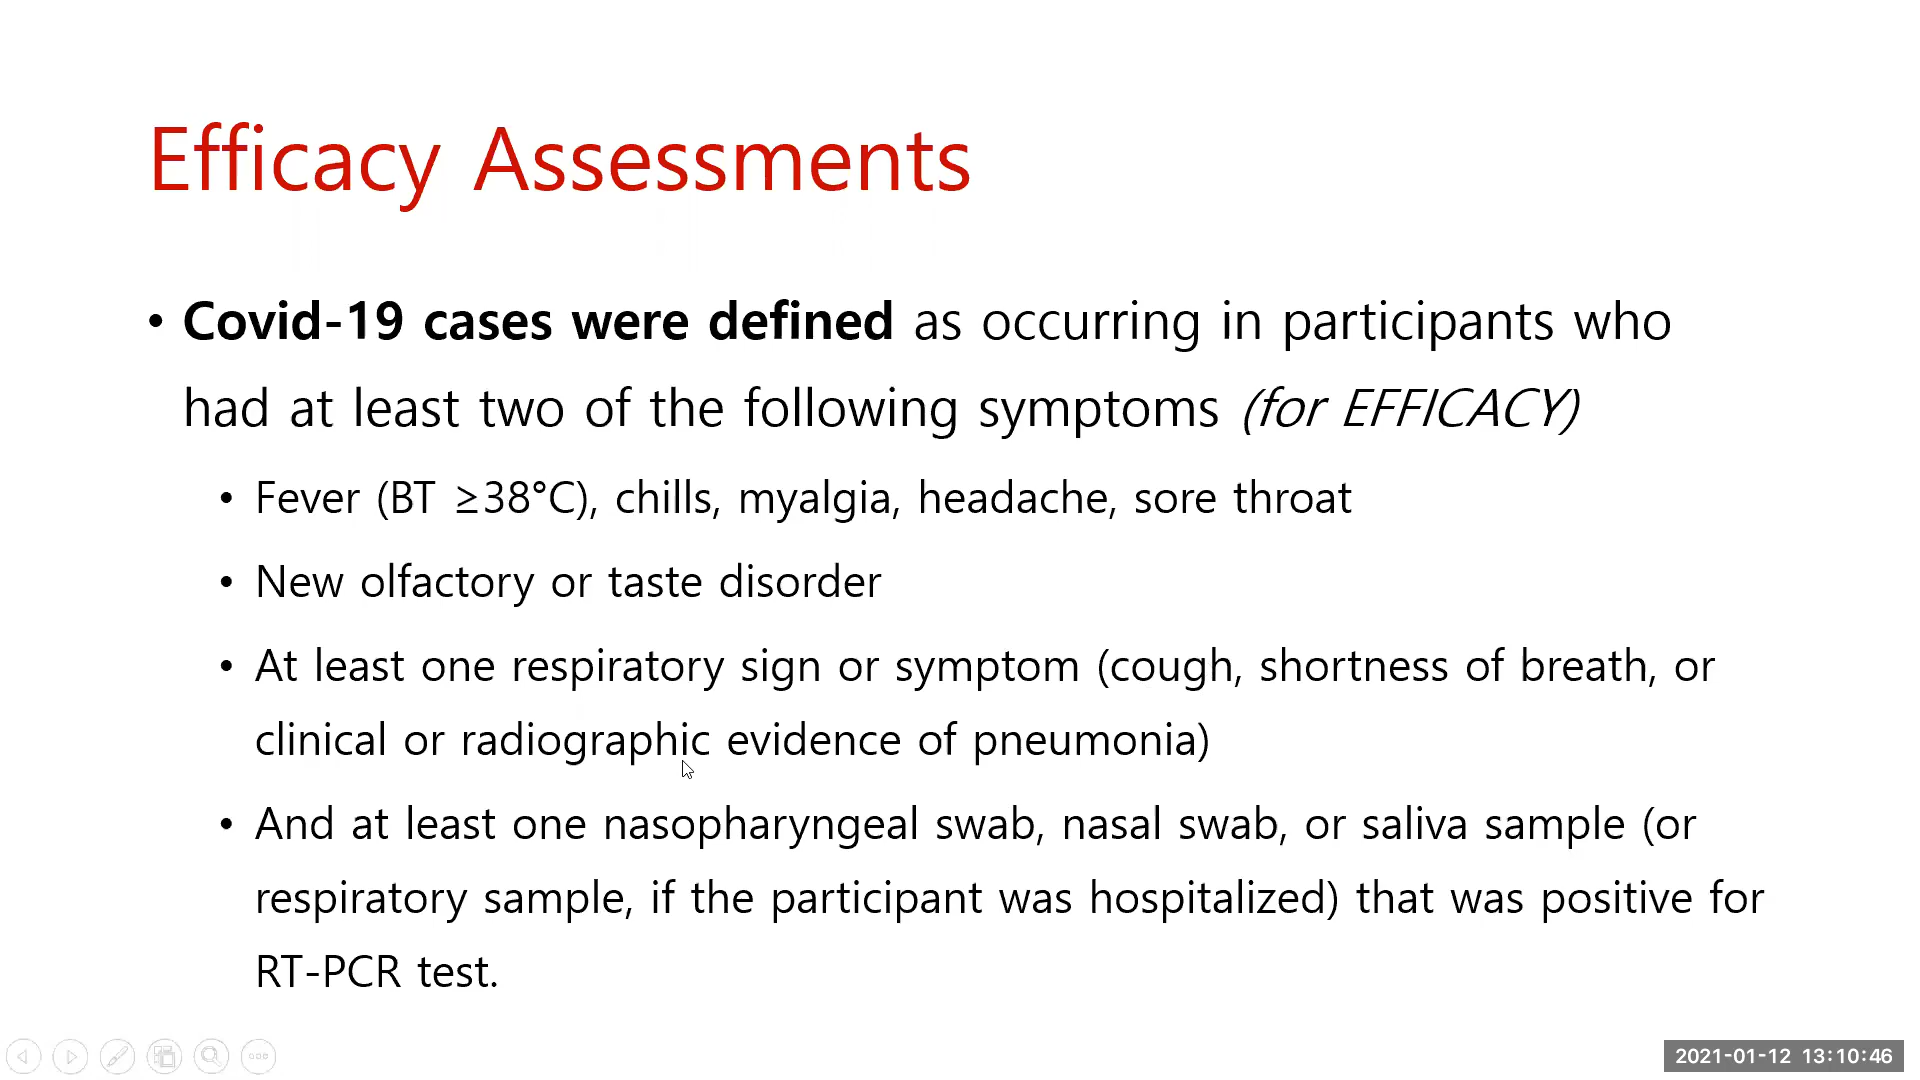 Efficacy Assessments
• Covid-19 cases were defined as occurring in participants who
had at least two of the following symptoms (for EFFICACY)
• Fever (BT ≥38°C), chills, myalgia, headache, sore throat
• New olfactory or taste disorder
• At least one respiratory sign or symptom (cough, shortness of breath, or
clinical or radiographic evidence of pneumonia)
• And at least one nasopharyngeal swab, nasal swab, or saliva sample (or
respiratory sample, if the participant was hospitalized) that was positive for
RT-PCR test.
2021-01-12 13:10:46